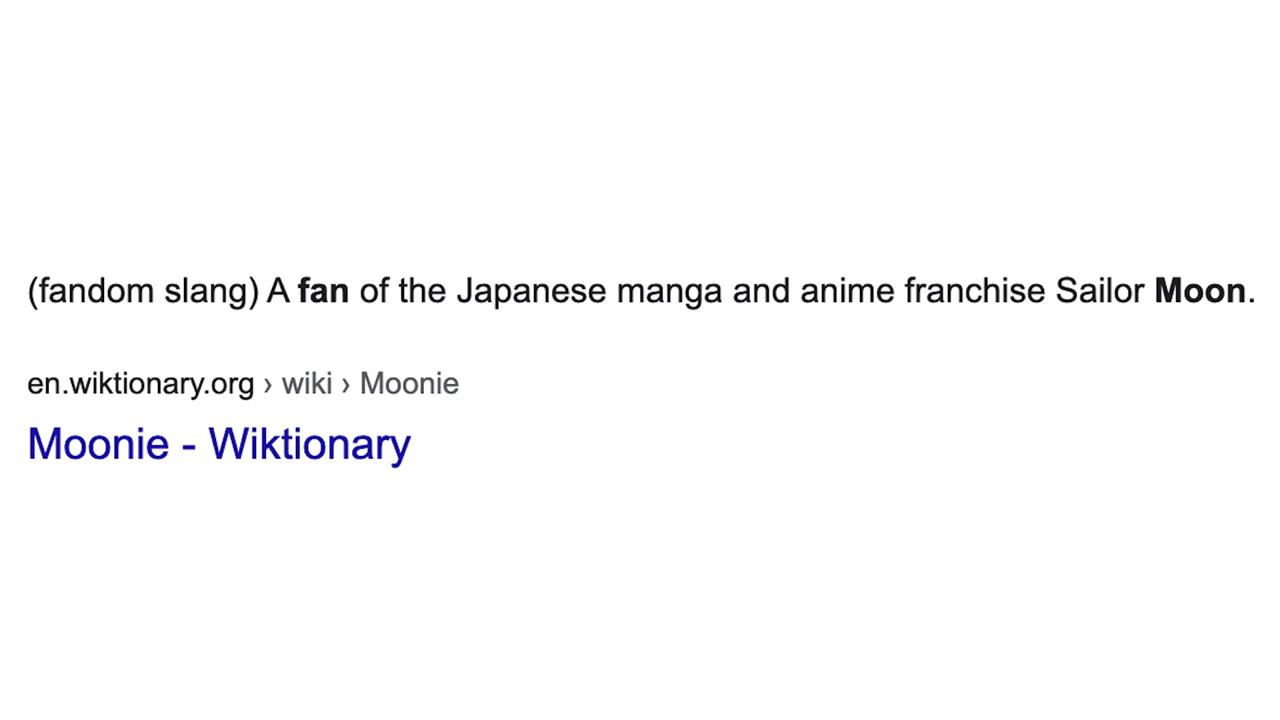 (fandom slang) A fan of the Japanese manga and anime franchise Sailor Moon.
en.wiktionary.org › wiki › Moonie
Moonie - Wiktionary